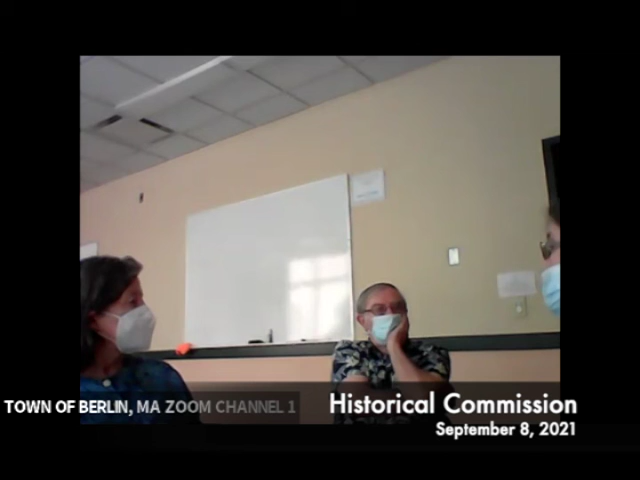 TOWN OF BERLIN, MA ZOOM CHANNEL 1
Historical Commission
September 8, 2021